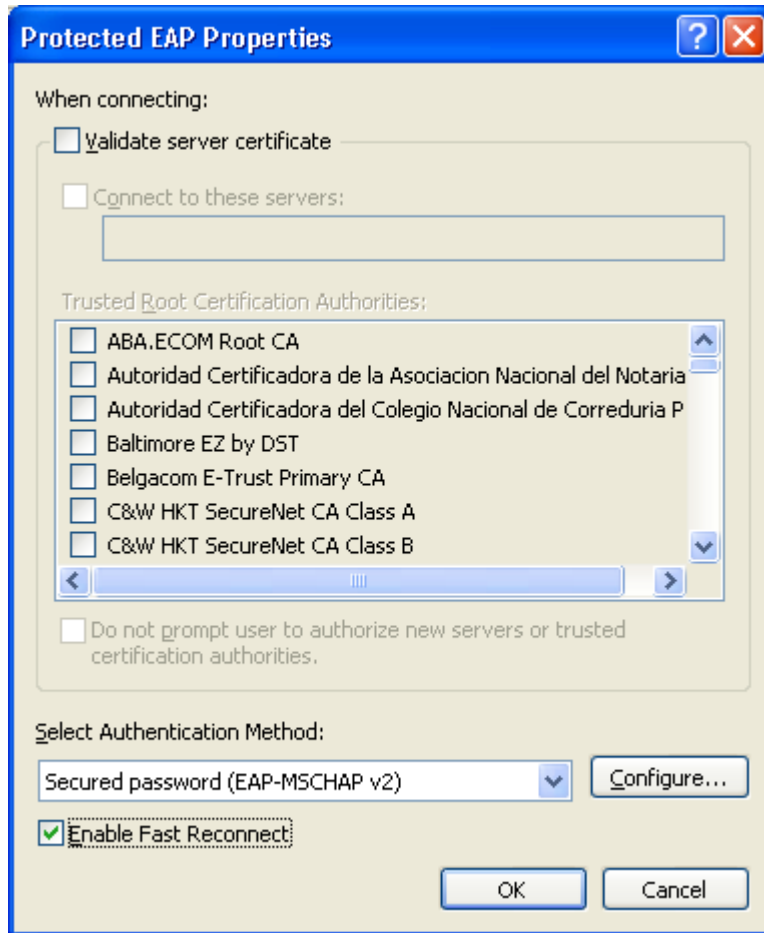 Protected EAP Properties
When connecting:
Validate server certificate
Connect to these servers:
Trusted Root Certification Authorities:
ABA.ECOM Root CA
Autoridad Certificadora de la Asociacion Nacional del Notaria
Autoridad Certificadora del Colegio Nacional de Correduria P
Baltimore EZ by DST
Belgacom E-Trust Primary CA
C&W HKT SecureNet CA Class A
C&W HKT SecureNet CA Class B
Do not prompt user to authorize new servers or trusted
certification authorities.
Select Authentication Method:
Secured password (EAP-MSCHAP v2)
Configure...
Enable Fast Reconnect
OK
Cancel